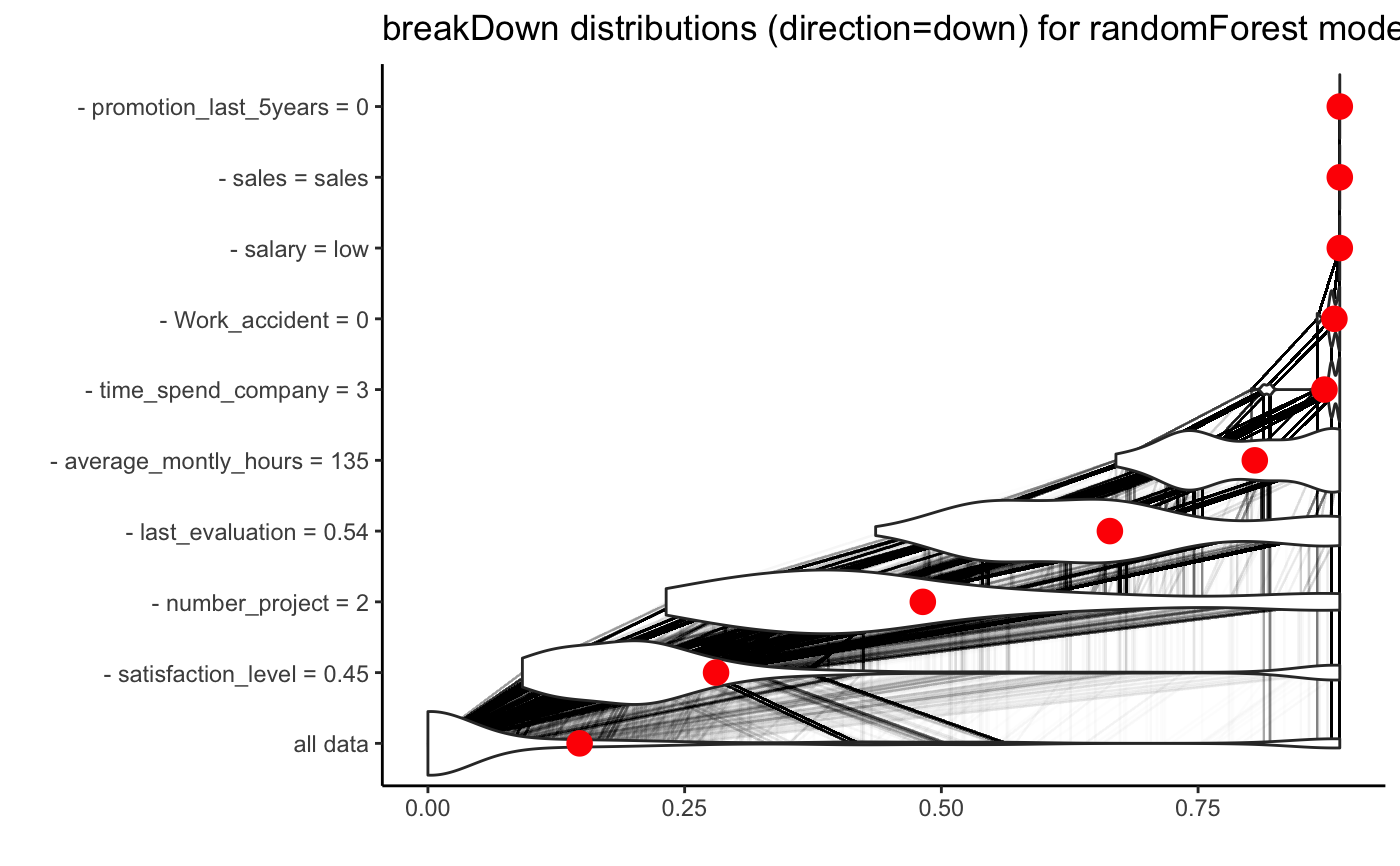 breakDown distributions (direction=down) for randomForest mode
- promotion_last_5years = 0
- sales = sales
- salary = low
- Work_accident = 0
- time_spend_company = 3
- average_montly_hours = 135
- last_evaluation = 0.54
- number_project = 2
- satisfaction_level = 0.45
all data
0.00 0.25 0.50 0.75